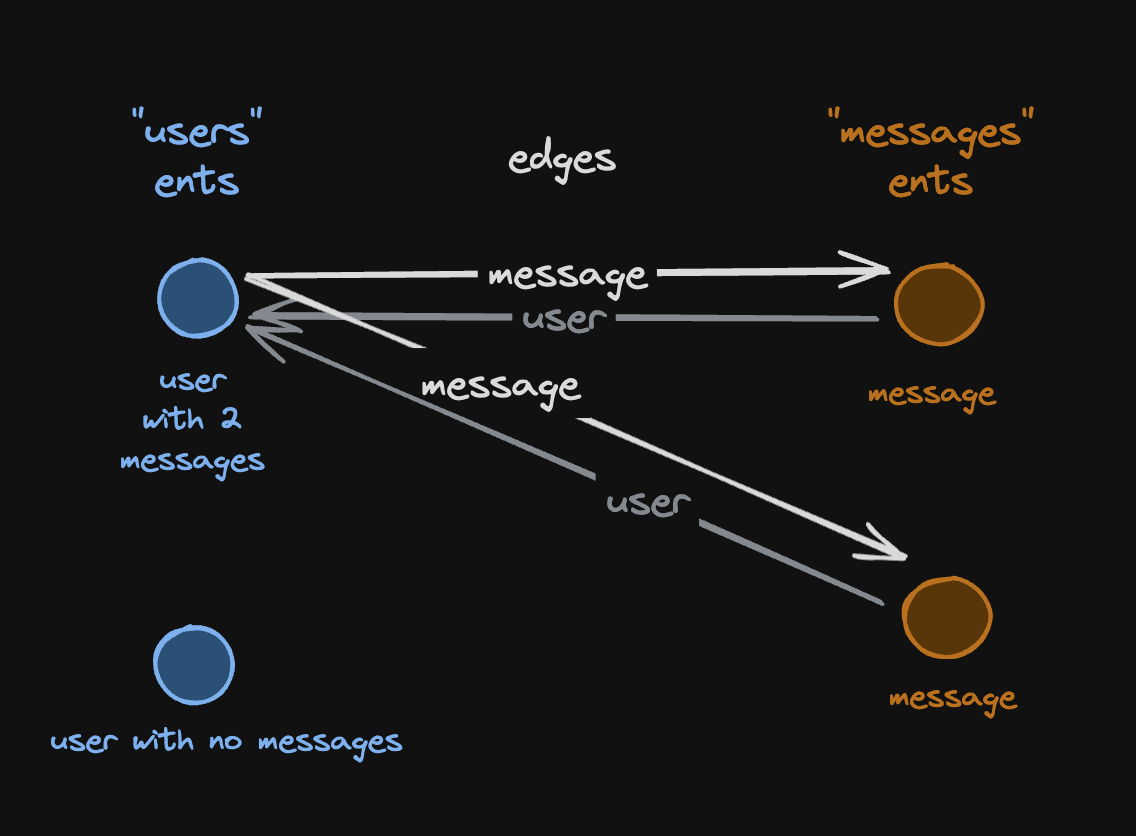 "users"
ents
edges
"messages"
ents
message
user
message
user
user
with 2
messages
message
user with no messages
message